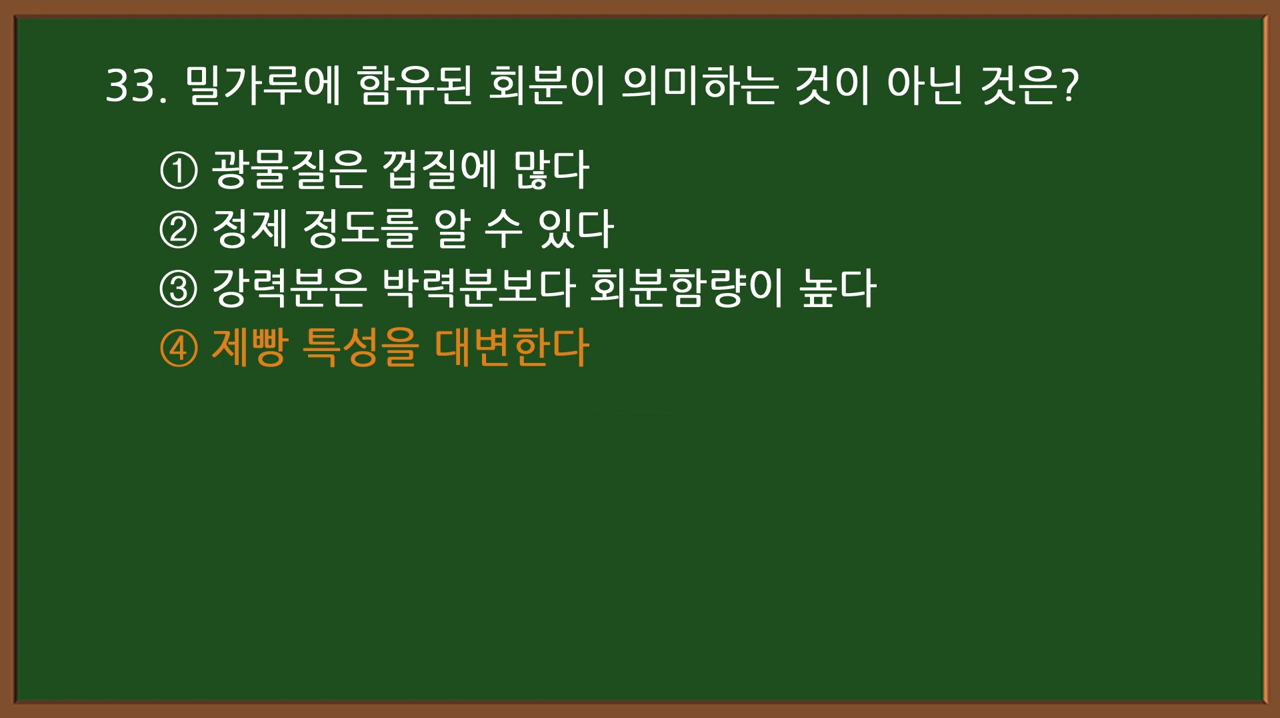 33. 밀가루에 함유된 회분이 의미하는 것이 아닌 것은?
① 광물질은 껍질에 많다
② 정제 정도를 알 수 있다
③ 강력분은 박력분보다 회분함량이 높다
④ 제빵 특성을 대변한다